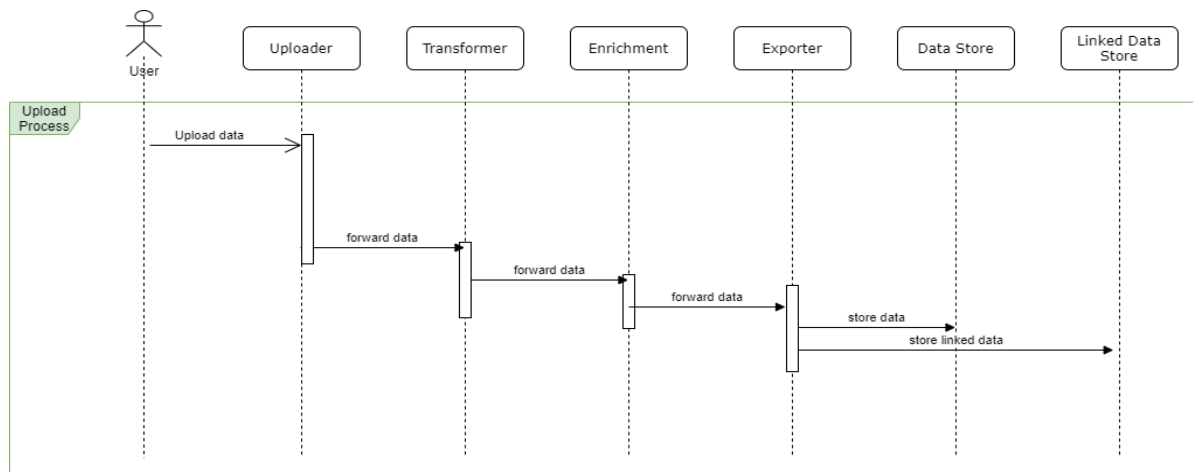 User
Uploader
Transformer
Enrichment
Exporter
Data Store
Linked Data
Store
Upload
Process
Upload data
forward data
forward data
forward data
store data
store linked data